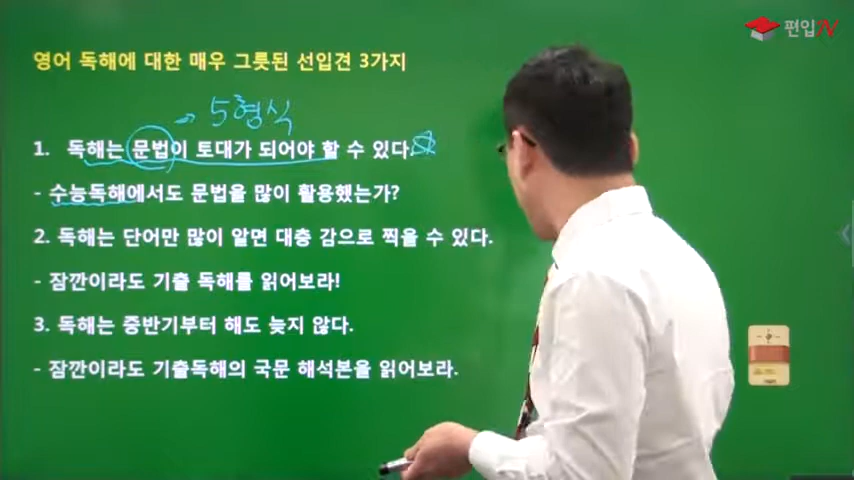 편입TV
영어 독해에 대한 매우 그릇된 선입견 3가지
→ 5형식
1. 독해는 문법이 토대가 되어야 할 수 있다.
- 수능독해에서도 문법을 많이 활용했는가?
2. 독해는 단어만 많이 알면 대충 감으로 찍을 수 있다.
- 잠깐이라도 기출 독해를 읽어보라!
3. 독해는 중반기부터 해도 늦지 않다.
- 잠깐이라도 기출독해의 국문 해석본을 읽어보라.